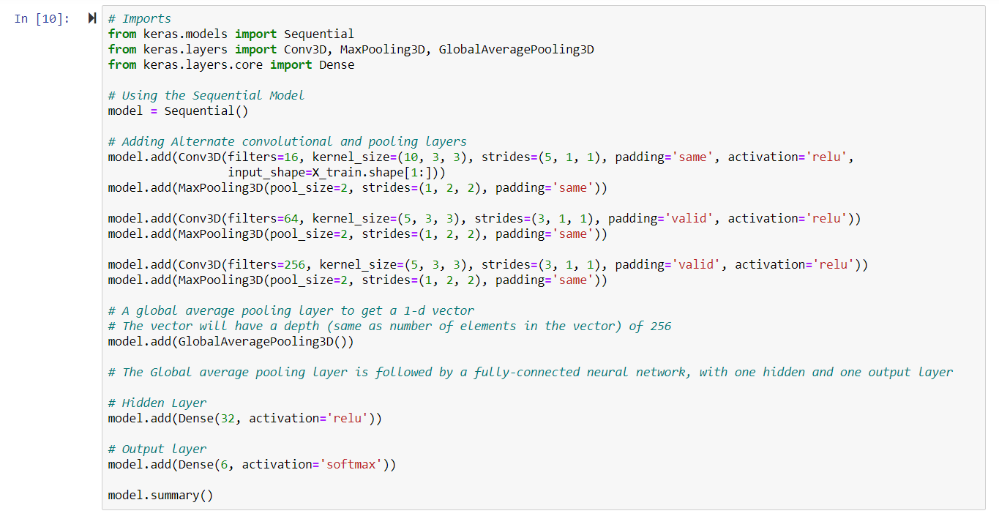 In [10]:
# Imports
from keras.models import Sequential
from keras.layers import Conv3D, MaxPooling3D, GlobalAveragePooling3D
from keras.layers.core import Dense
# Using the Sequential Model
model = Sequential()
# Adding Alternate convolutional and pooling layers
model.add(Conv3D(filters=16, kernel_size=(10, 3, 3), strides=(5, 1, 1), padding='same', activation='relu',
input_shape=X_train.shape[1:]))
model.add(MaxPooling3D(pool_size=2, strides=(1, 2, 2), padding='same'))
model.add(Conv3D(filters=64, kernel_size=(5, 3, 3), strides=(3, 1, 1), padding='valid', activation='relu'))
model.add(MaxPooling3D(pool_size=2, strides=(1, 2, 2), padding='same'))
model.add(Conv3D(filters=256, kernel_size=(5, 3, 3), strides=(3, 1, 1), padding='valid', activation='relu'))
model.add(MaxPooling3D(pool_size=2, strides=(1, 2, 2), padding='same'))
# A global average pooling layer to get a 1-d vector
# The vector will have a depth (same as number of elements in the vector) of 256
model.add(GlobalAveragePooling3D())
# The Global average pooling layer is followed by a fully-connected neural network, with one hidden and one output layer
# Hidden Layer
model.add(Dense(32, activation='relu'))
# Output layer
model.add(Dense(6, activation='softmax'))
model.summary()